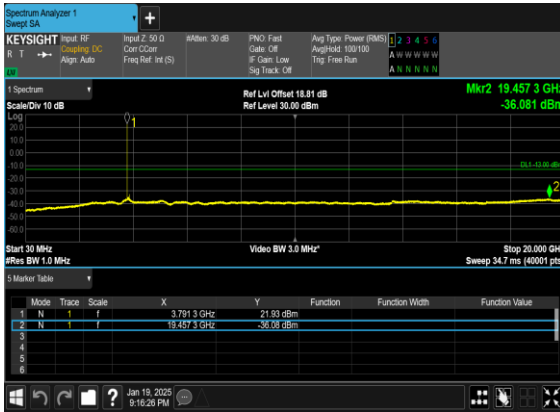 Spectrum Analyzer 1
Swept SA
+
KEYSIGHT Input: RF Input Z: 50 Ω #Atten: 30 dB PNO: Fast Avg Type: Power (RMS) 1 2 3 4 5 6
R T Coupling: DC Corr CCorr Gate: Off Avg|Hold: 100/100 A W W W W W
Align: Auto Freq Ref: Int (S) IF Gain: Low Trig: Free Run
Sig Track: Off A N N N N N
1 Spectrum Ref Lvl Offset 18.81 dB Mkr2 19.457 3 GHz
Scale/Div 10 dB Ref Level 30.00 dBm -36.081 dBm
Log
1
20.0
10.0
0.00
-10.0
DL1 -13.00 dBm
-20.0
2
-30.0
-40.0
-50.0
-60.0
Start 30 MHz Video BW 3.0 MHz* Stop 20.000 GHz
#Res BW 1.0 MHz Sweep 34.7 ms (40001 pts)
5 Marker Table
Mode Trace Scale X Y Function Function Width Function Value
1 N 1 f 3.791 3 GHz 21.93 dBm
2 N 1 f 19.457 3 GHz -36.08 dBm
3
4
5
6
? Jan 19, 2025
9:16:26 PM